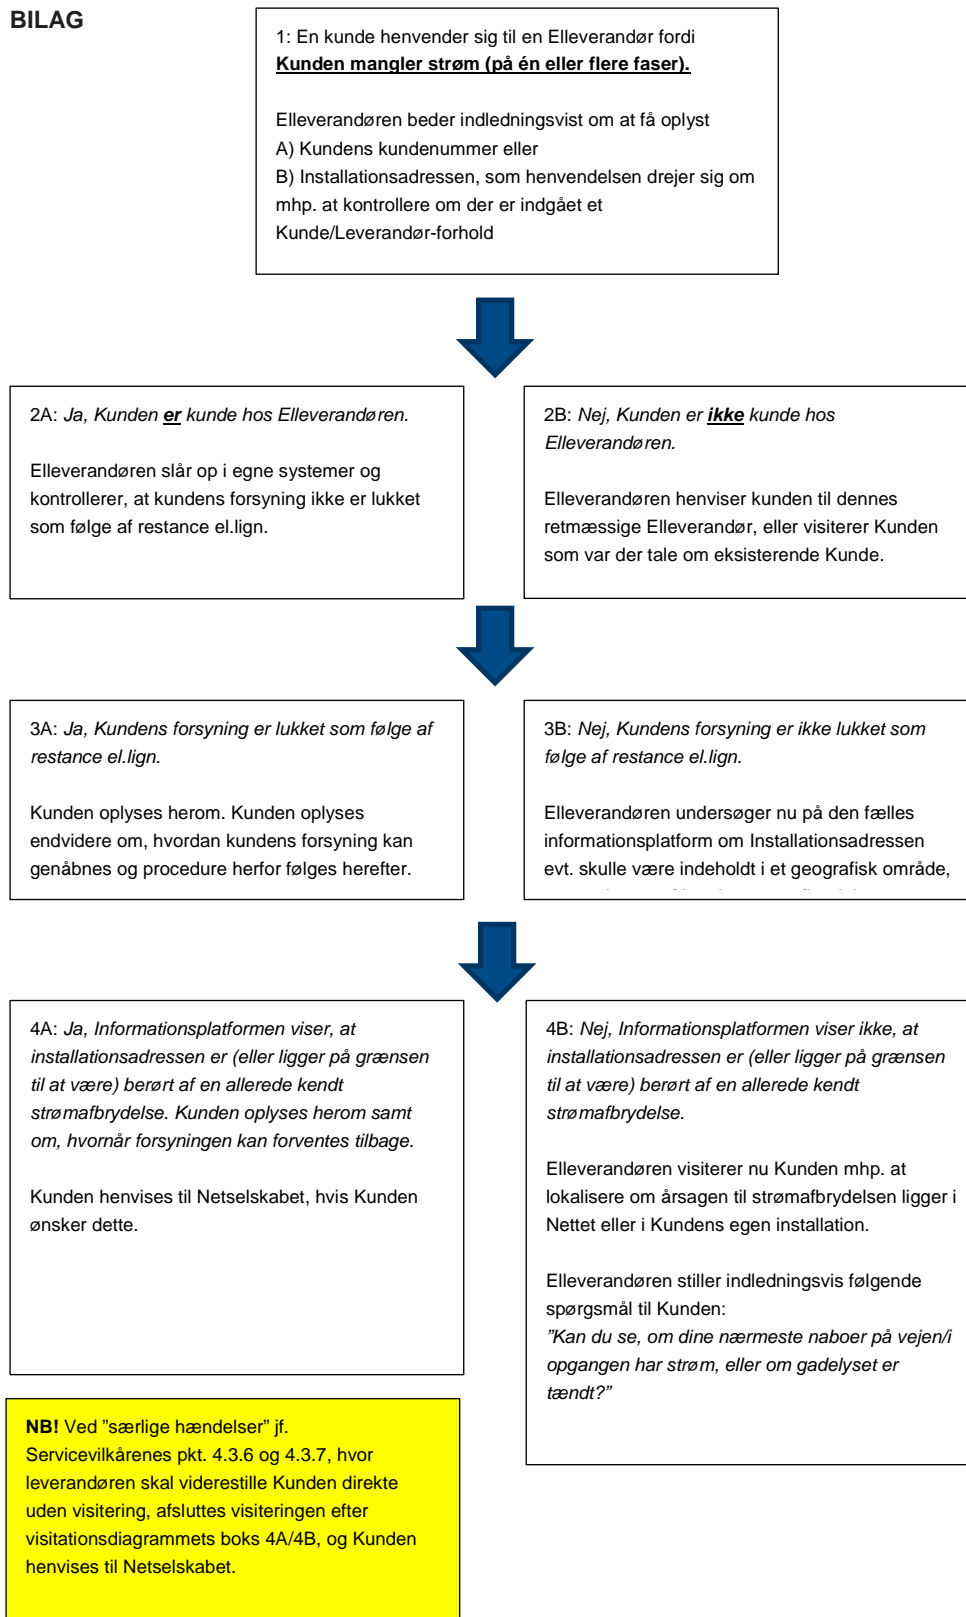 BILAG
1: En kunde henvender sig til en Elleverandør fordi
Kunden mangler strøm (på én eller flere faser).
Elleverandøren beder indledningsvist om at få oplyst
A) Kundens kundenummer eller
B) Installationsadressen, som henvendelsen drejer sig om
mhp. at kontrollere om der er indgået et
Kunde/Leverandør-forhold
2A: Ja, Kunden er kunde hos Elleverandøren.
Elleverandøren slår op i egne systemer og
kontrollerer, at kundens forsyning ikke er lukket
som følge af restance el.lign.
2B: Nej, Kunden er ikke kunde hos
Elleverandøren.
Elleverandøren henviser kunden til dennes
retmæssige Elleverandør, eller visiterer Kunden
som var der tale om eksisterende Kunde.
3A: Ja, Kundens forsyning er lukket som følge af
restance el.lign.
Kunden oplyses herom. Kunden oplyses
endvidere om, hvordan kundens forsyning kan
genåbnes og procedure herfor følges herefter.
3B: Nej, Kundens forsyning er ikke lukket som
følge af restance el.lign.
Elleverandøren undersøger nu på den fælles
informationsplatform om Installationsadressen
evt. skulle være indeholdt i et geografisk område,
4A: Ja, Informationsplatformen viser, at
installationsadressen er (eller ligger på grænsen
til at være) berørt af en allerede kendt
strømafbrydelse. Kunden oplyses herom samt
om, hvornår forsyningen kan forventes tilbage.
Kunden henvises til Netselskabet, hvis Kunden
ønsker dette.
4B: Nej, Informationsplatformen viser ikke, at
installationsadressen er (eller ligger på grænsen
til at være) berørt af en allerede kendt
strømafbrydelse.
Elleverandøren visiterer nu Kunden mhp. at
lokalisere om årsagen til strømafbrydelsen ligger i
Nettet eller i Kundens egen installation.
Elleverandøren stiller indledningsvis følgende
spørgsmål til Kunden:
”Kan du se, om dine nærmeste naboer på vejen/i
opgangen har strøm, eller om gadelyset er
tændt?”
NB! Ved ”særlige hændelser” jf.
Servicevilkårenes pkt. 4.3.6 og 4.3.7, hvor
leverandøren skal viderestille Kunden direkte
uden visitering, afsluttes visiteringen efter
visitationsdiagrammets boks 4A/4B, og Kunden
henvises til Netselskabet.